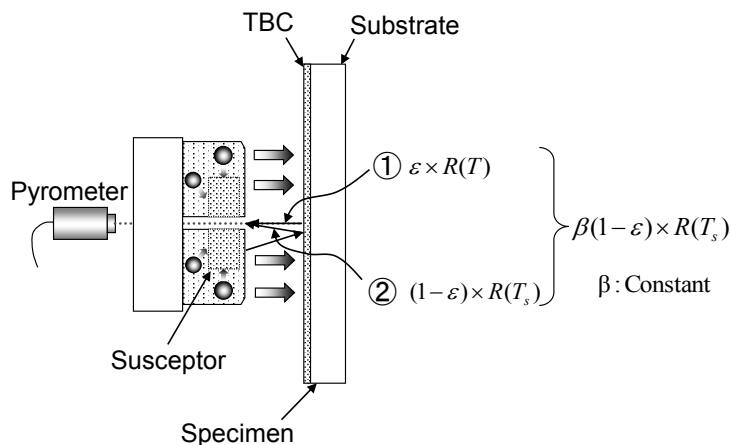 TBC
Substrate
① ε × R(T)
Pyrometer
β(1−ε) × R(Tₛ)
② (1−ε) × R(Tₛ)
β : Constant
Susceptor
Specimen